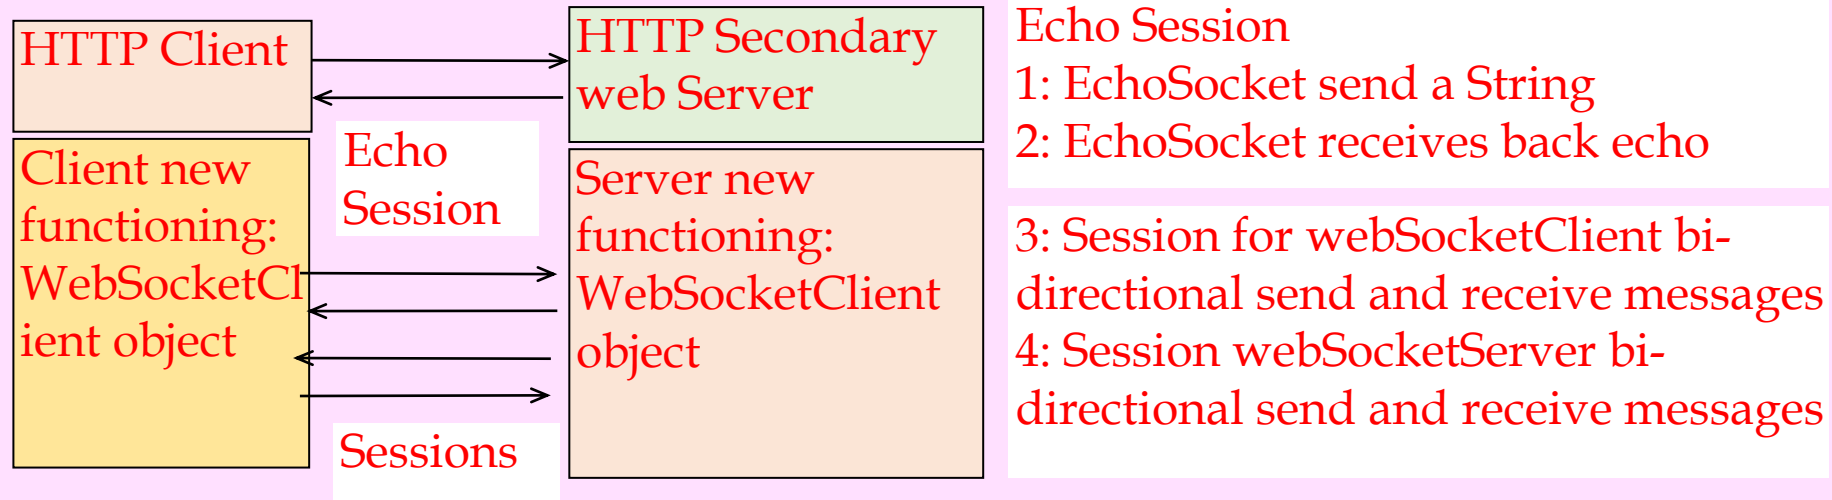 HTTP Client
HTTP Secondary
web Server
Echo
Session
Client new
functioning:
WebSocketCl
ient object
Server new
functioning:
WebSocketClient
object
Sessions
Echo Session
1: EchoSocket send a String
2: EchoSocket receives back echo
3: Session for webSocketClient bi-
directional send and receive messages
4: Session webSocketServer bi-
directional send and receive messages